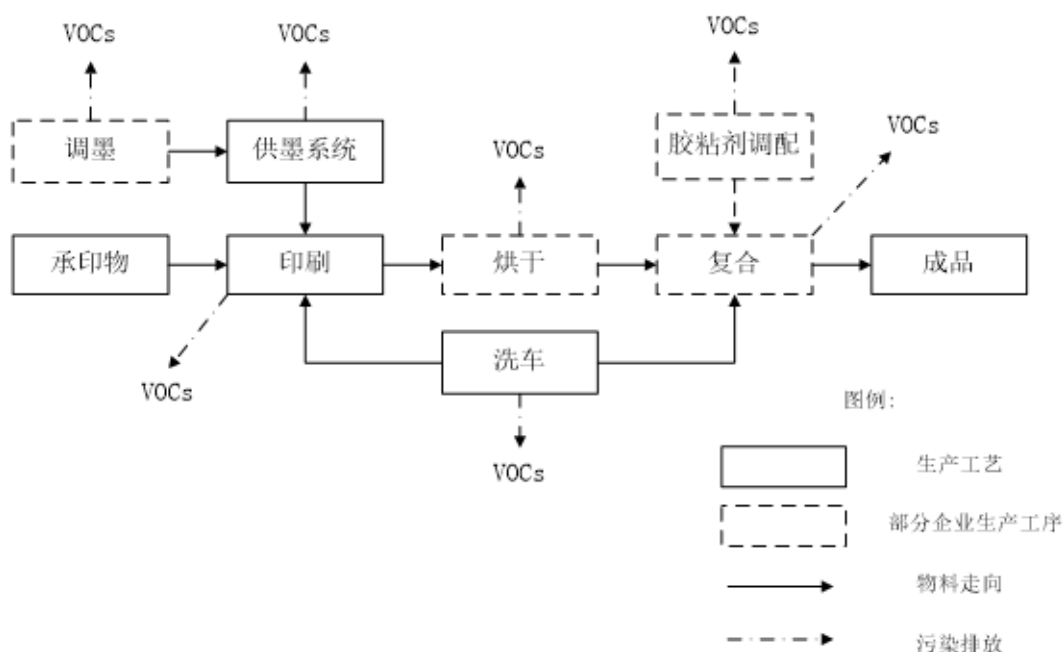 VOCs
VOCs
VOCs
调墨
供墨系统
胶粘剂调配
VOCs
VOCs
承印物
印刷
烘干
复合
成品
洗车
VOCs
VOCs
图例:
生产工艺
部分企业生产工序
物料走向
污染排放